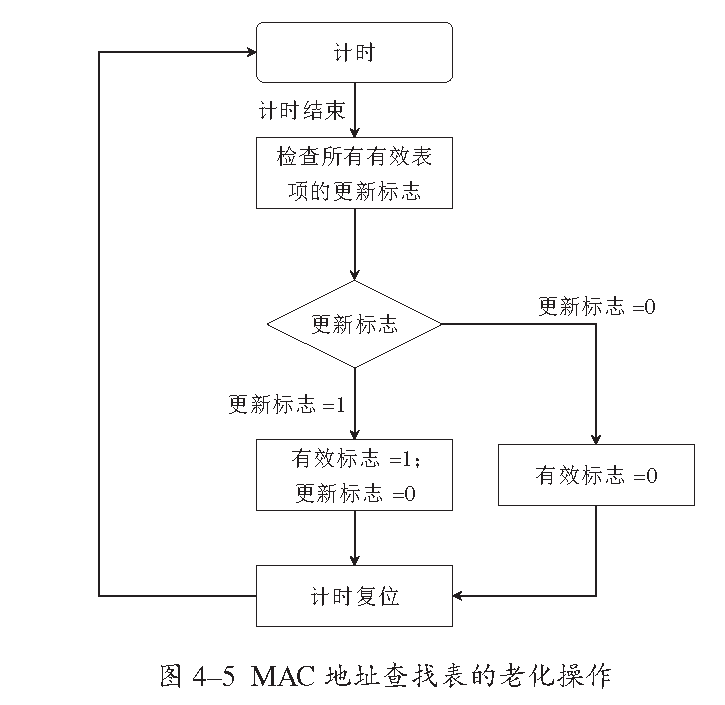 计时
计时结束
检查所有有效表
项的更新标志
更新标志
更新标志 =0
更新标志 =1
有效标志 =1;
更新标志 =0
有效标志 =0
计时复位
图 4–5 MAC 地址查找表的老化操作